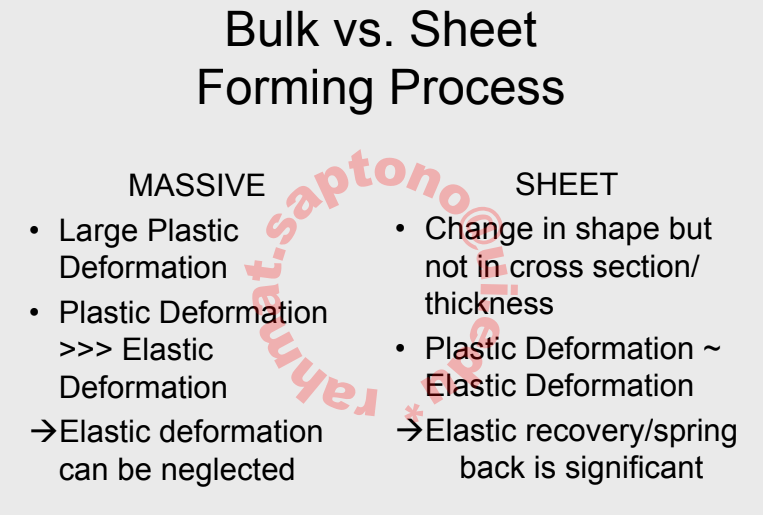 Bulk vs. Sheet
Forming Process
MASSIVE
• Large Plastic
Deformation
• Plastic Deformation
>>> Elastic
Deformation
→Elastic deformation
can be neglected
SHEET
• Change in shape but
not in cross section/
thickness
• Plastic Deformation ~
Elastic Deformation
→Elastic recovery/spring
back is significant
rahmat.saptono@ui.edu *